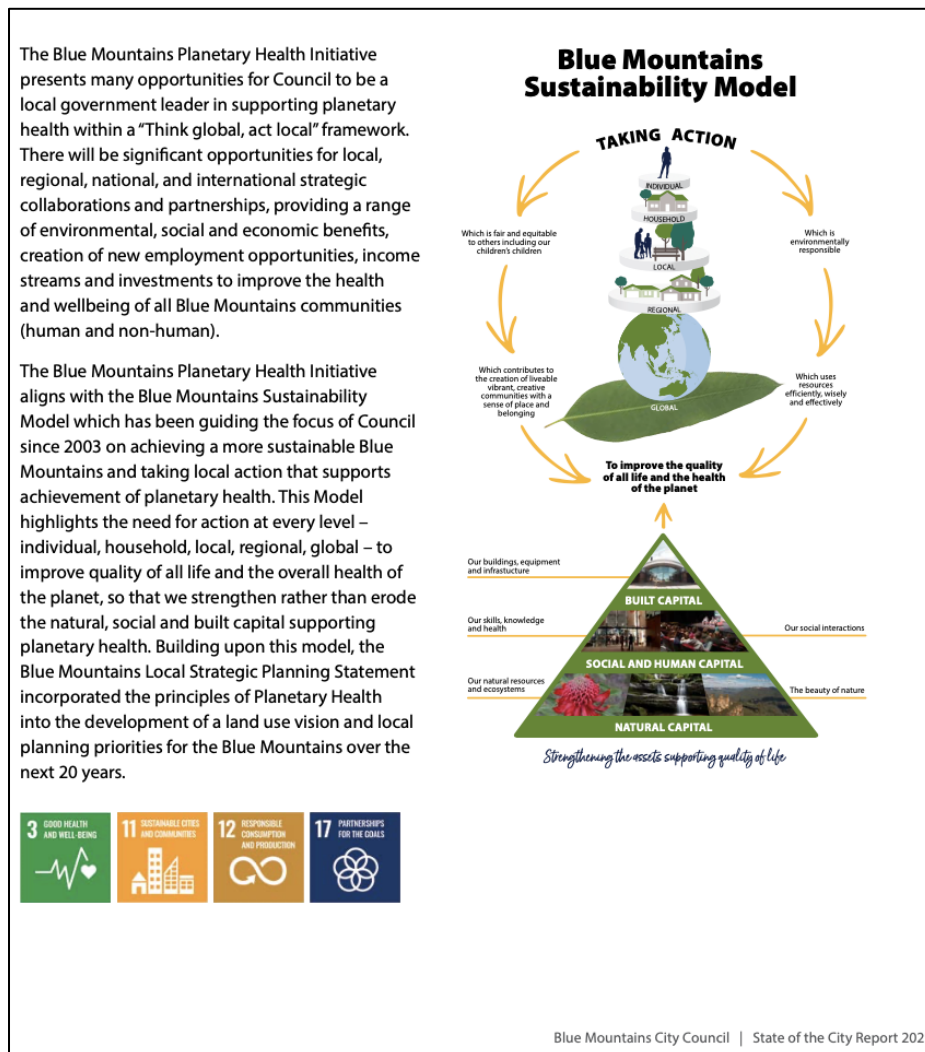 The Blue Mountains Planetary Health Initiative
presents many opportunities for Council to be a
local government leader in supporting planetary
health within a “Think global, act local” framework.
There will be significant opportunities for local,
regional, national, and international strategic
collaborations and partnerships, providing a range
of environmental, social and economic benefits,
creation of new employment opportunities, income
streams and investments to improve the health
and wellbeing of all Blue Mountains communities
(human and non-human).
The Blue Mountains Planetary Health Initiative
aligns with the Blue Mountains Sustainability
Model which has been guiding the focus of Council
since 2003 on achieving a more sustainable Blue
Mountains and taking local action that supports
achievement of planetary health. This Model
highlights the need for action at every level –
individual, household, local, regional, global – to
improve quality of all life and the overall health of
the planet, so that we strengthen rather than erode
the natural, social and built capital supporting
planetary health. Building upon this model, the
Blue Mountains Local Strategic Planning Statement
incorporated the principles of Planetary Health
into the development of a land use vision and local
planning priorities for the Blue Mountains over the
next 20 years.
3 GOOD HEALTH
AND WELL-BEING
11 SUSTAINABLE CITIES
AND COMMUNITIES
12 RESPONSIBLE
CONSUMPTION
AND PRODUCTION
17 PARTNERSHIPS
FOR THE GOALS
Blue Mountains
Sustainability Model
TAKING ACTION
INDIVIDUAL
HOUSEHOLD
LOCAL
REGIONAL
GLOBAL
Which is fair and equitable
to others including our
children's children
Which is
environmentally
responsible
Which contributes to
the creation of liveable
vibrant, creative
communities with a
sense of place and
belonging
Which uses
resources
efficiently, wisely
and effectively
To improve the quality
of all life and the health
of the planet
Our buildings, equipment
and infrastucture
BUILT CAPITAL
Our skills, knowledge
and health
Our social interactions
SOCIAL AND HUMAN CAPITAL
Our natural resources
and ecosystems
The beauty of nature
NATURAL CAPITAL
Strengthening the assets supporting quality of life
Blue Mountains City Council | State of the City Report 202